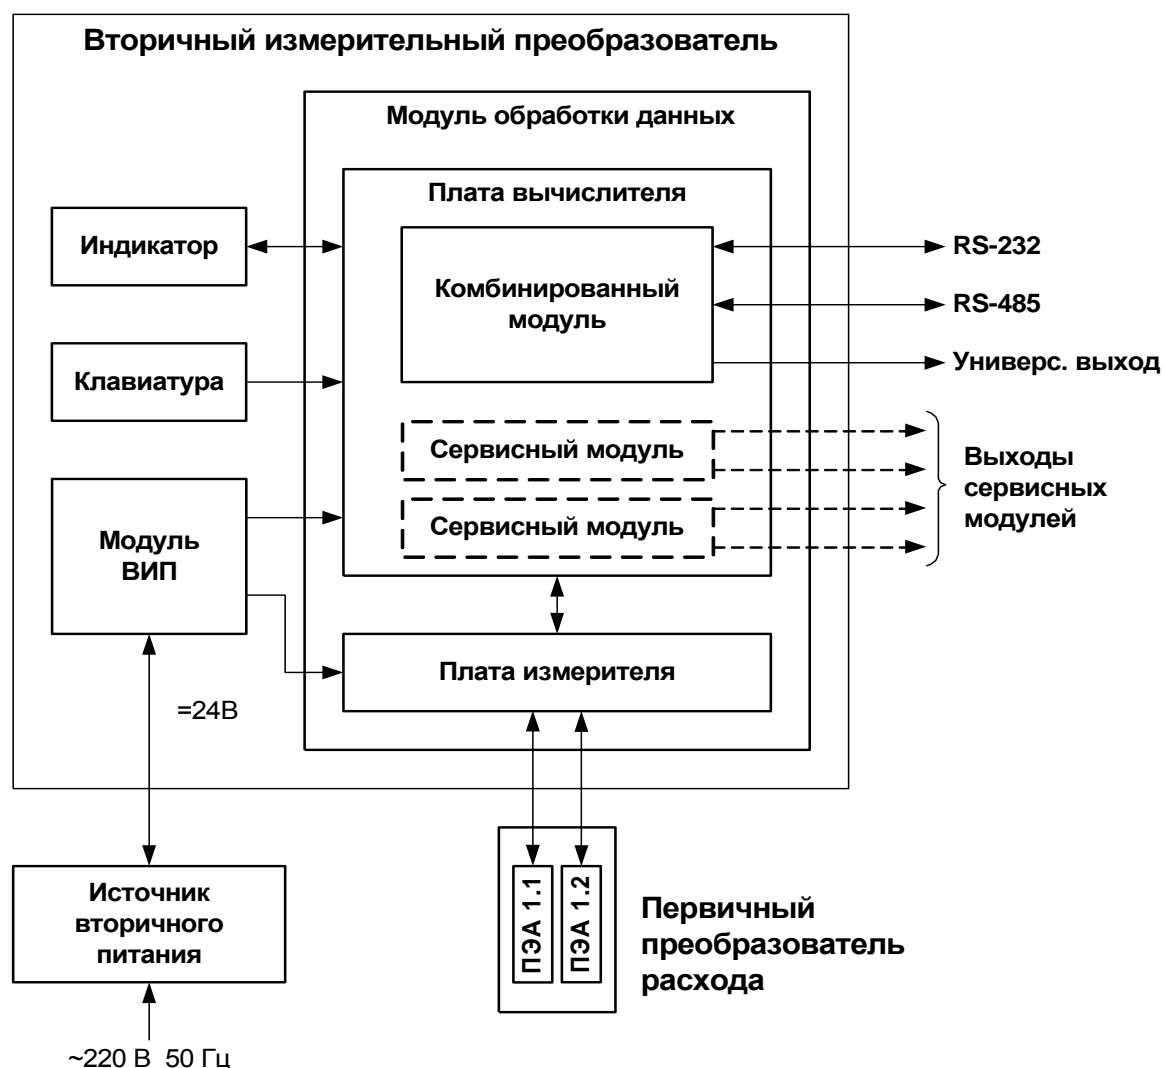 Вторичный измерительный преобразователь
Модуль обработки данных
Плата вычислителя
Индикатор
Комбинированный
модуль
RS-232
RS-485
Универс. выход
Клавиатура
Сервисный модуль
Сервисный модуль
Выходы
сервисных
модулей
Модуль
ВИП
Плата измерителя
=24В
Источник
вторичного
питания
ПЭА 1.1
ПЭА 1.2
Первичный
преобразователь
расхода
~220 В 50 Гц